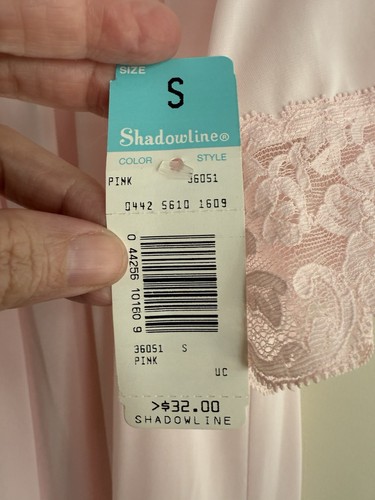 SIZE
S
Shadowline®
COLOR STYLE
PINK 36051
0442 5610 1609
0 44256 10160 9
36051 S
PINK
UC
>$32.00
SHADOWLINE